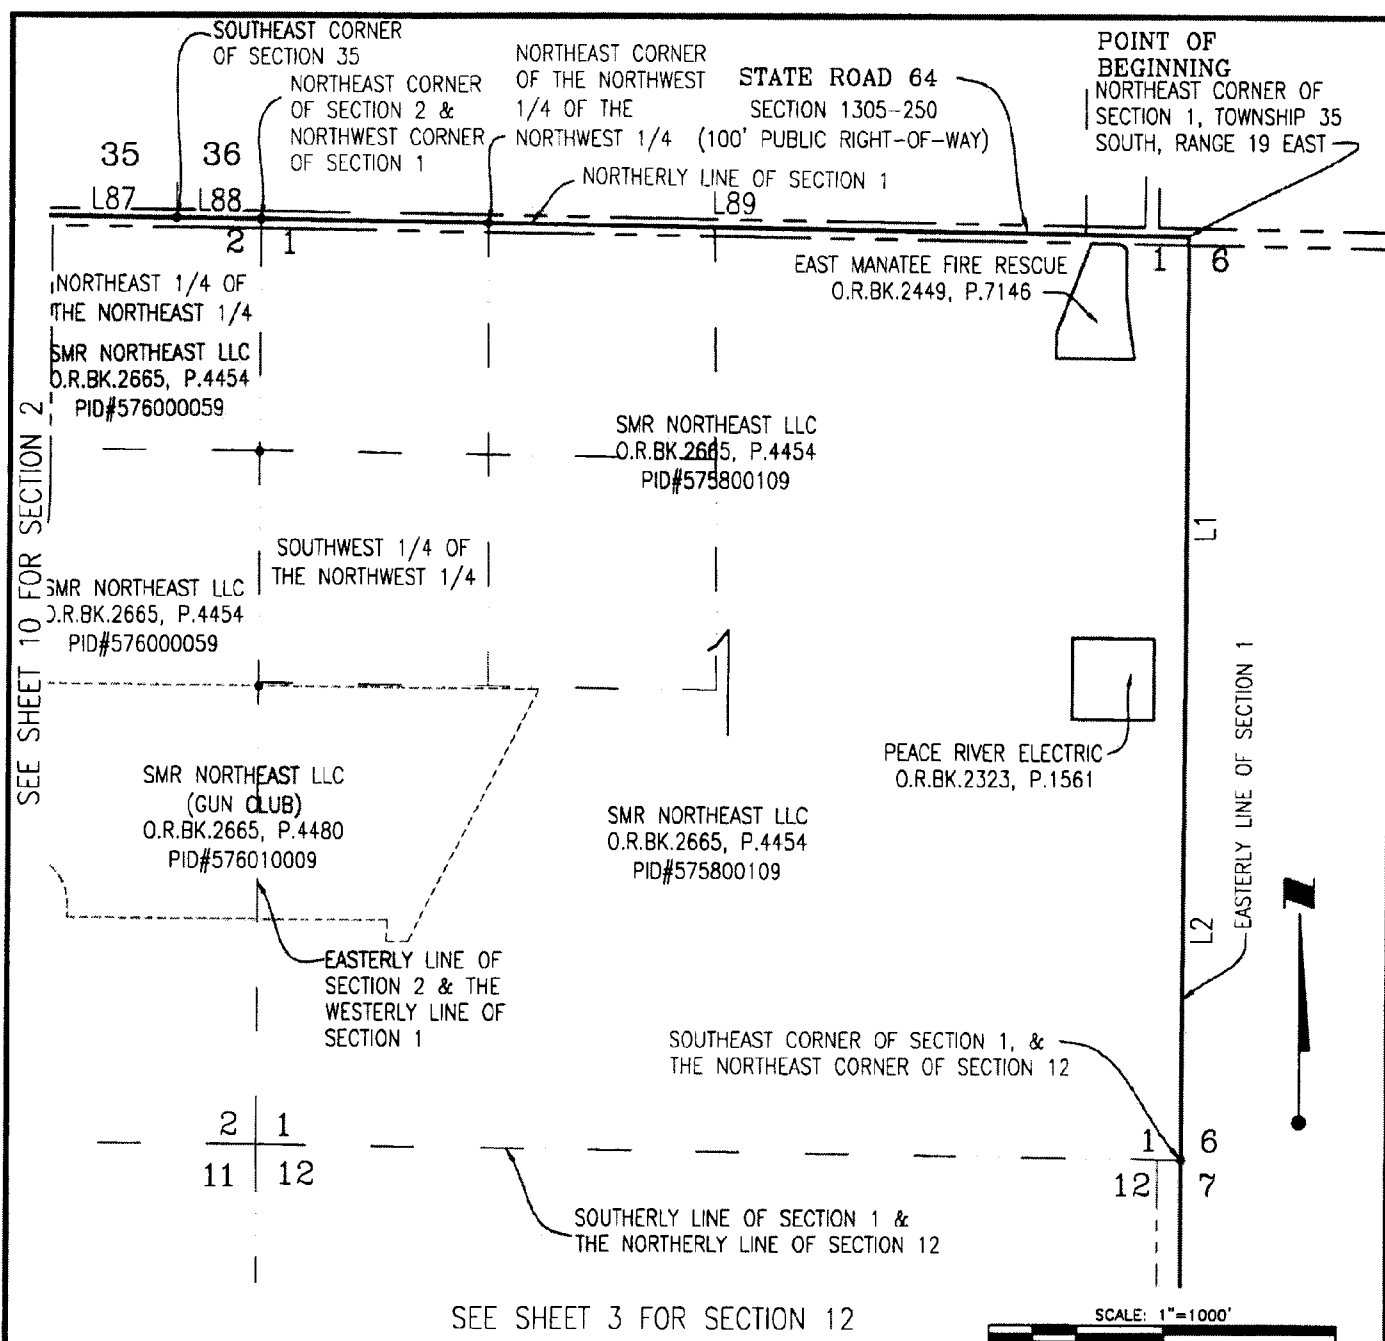 SOUTHEAST CORNER
OF SECTION 35
NORTHEAST CORNER
OF SECTION 2 &
NORTHWEST CORNER
OF SECTION 1
NORTHEAST CORNER
OF THE NORTHWEST
1/4 OF THE
NORTHWEST 1/4
STATE ROAD 64
SECTION 1305-250
(100' PUBLIC RIGHT-OF-WAY)
POINT OF
BEGINNING
NORTHEAST CORNER OF
SECTION 1, TOWNSHIP 35
SOUTH, RANGE 19 EAST
35
36
NORTHERLY LINE OF SECTION 1
L87
L88
L89
2
1
1
6
NORTHEAST 1/4 OF
THE NORTHEAST 1/4
SMR NORTHEAST LLC
O.R.BK.2665, P.4454
PID#576000059
EAST MANATEE FIRE RESCUE
O.R.BK.2449, P.7146
SMR NORTHEAST LLC
O.R.BK.2665, P.4454
PID#575800109
SEE SHEET 10 FOR SECTION 2
L1
SOUTHWEST 1/4 OF
THE NORTHWEST 1/4
SMR NORTHEAST LLC
O.R.BK.2665, P.4454
PID#576000059
1
PEACE RIVER ELECTRIC
O.R.BK.2323, P.1561
EASTERLY LINE OF SECTION 1
SMR NORTHEAST LLC
(GUN CLUB)
O.R.BK.2665, P.4480
PID#576010009
SMR NORTHEAST LLC
O.R.BK.2665, P.4454
PID#575800109
L2
Z
EASTERLY LINE OF
SECTION 2 & THE
WESTERLY LINE OF
SECTION 1
SOUTHEAST CORNER OF SECTION 1, &
THE NORTHEAST CORNER OF SECTION 12
2
1
11
12
1
6
12
7
SOUTHERLY LINE OF SECTION 1 &
THE NORTHERLY LINE OF SECTION 12
SEE SHEET 3 FOR SECTION 12
SCALE: 1"=1000'